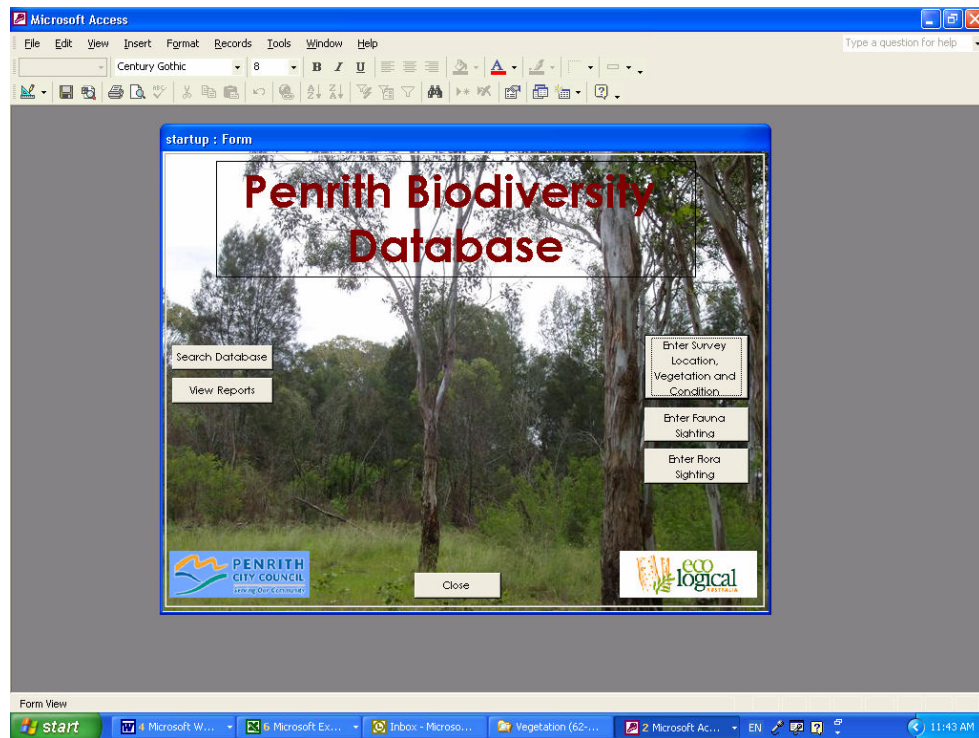 Microsoft Access
File Edit View Insert Format Records Tools Window Help
Type a question for help
Century Gothic 8 B I U A
startup : Form
Penrith Biodiversity
Database
Search Database
View Reports
Enter Survey
Location,
Vegetation and
Condition
Enter Fauna
Sighting
Enter Flora
Sighting
PENRITH
CITY COUNCIL
Serving Our Community
Close
eco
logical
AUSTRALIA
Form View
start 4 Microsoft W... 6 Microsoft Ex... Inbox - Microso... Vegetation (62-... 2 Microsoft Ac... EN 11:43 AM